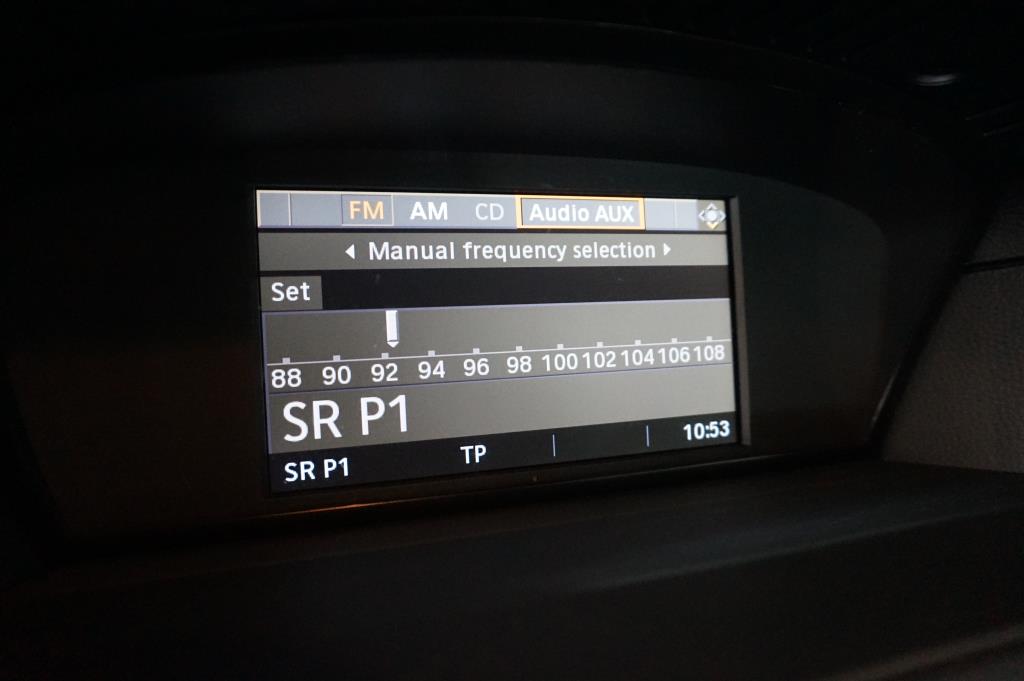 FM AM CD Audio AUX
Manual frequency selection
Set
88 90 92 94 96 98 100 102 104 106 108
SR P1
SR P1 TP 10:53